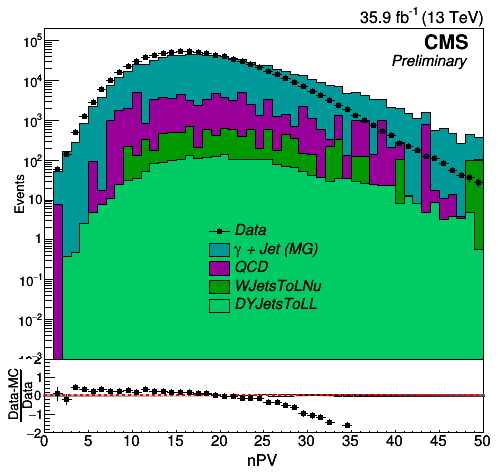 35.9 fb⁻¹ (13 TeV)
CMS
Preliminary
10⁵
10⁴
10³
10²
10
1
10⁻¹
10⁻²
Events
Data
γ + Jet (MG)
QCD
WJetsToLNu
DYJetsToLL
Data-MC
Data
1
0
−1
−2
0 5 10 15 20 25 30 35 40 45 50
nPV